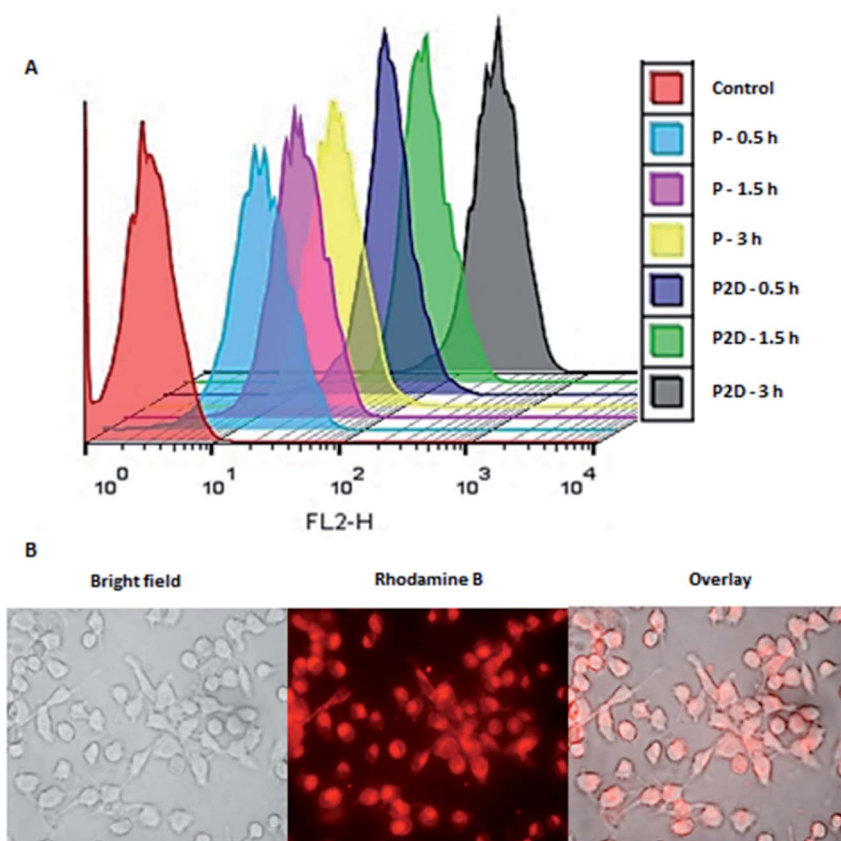 A
Control
P - 0.5 h
P - 1.5 h
P - 3 h
P2D - 0.5 h
P2D - 1.5 h
P2D - 3 h
10^0 10^1 10^2 10^3 10^4
FL2-H
B
Bright field Rhodamine B Overlay